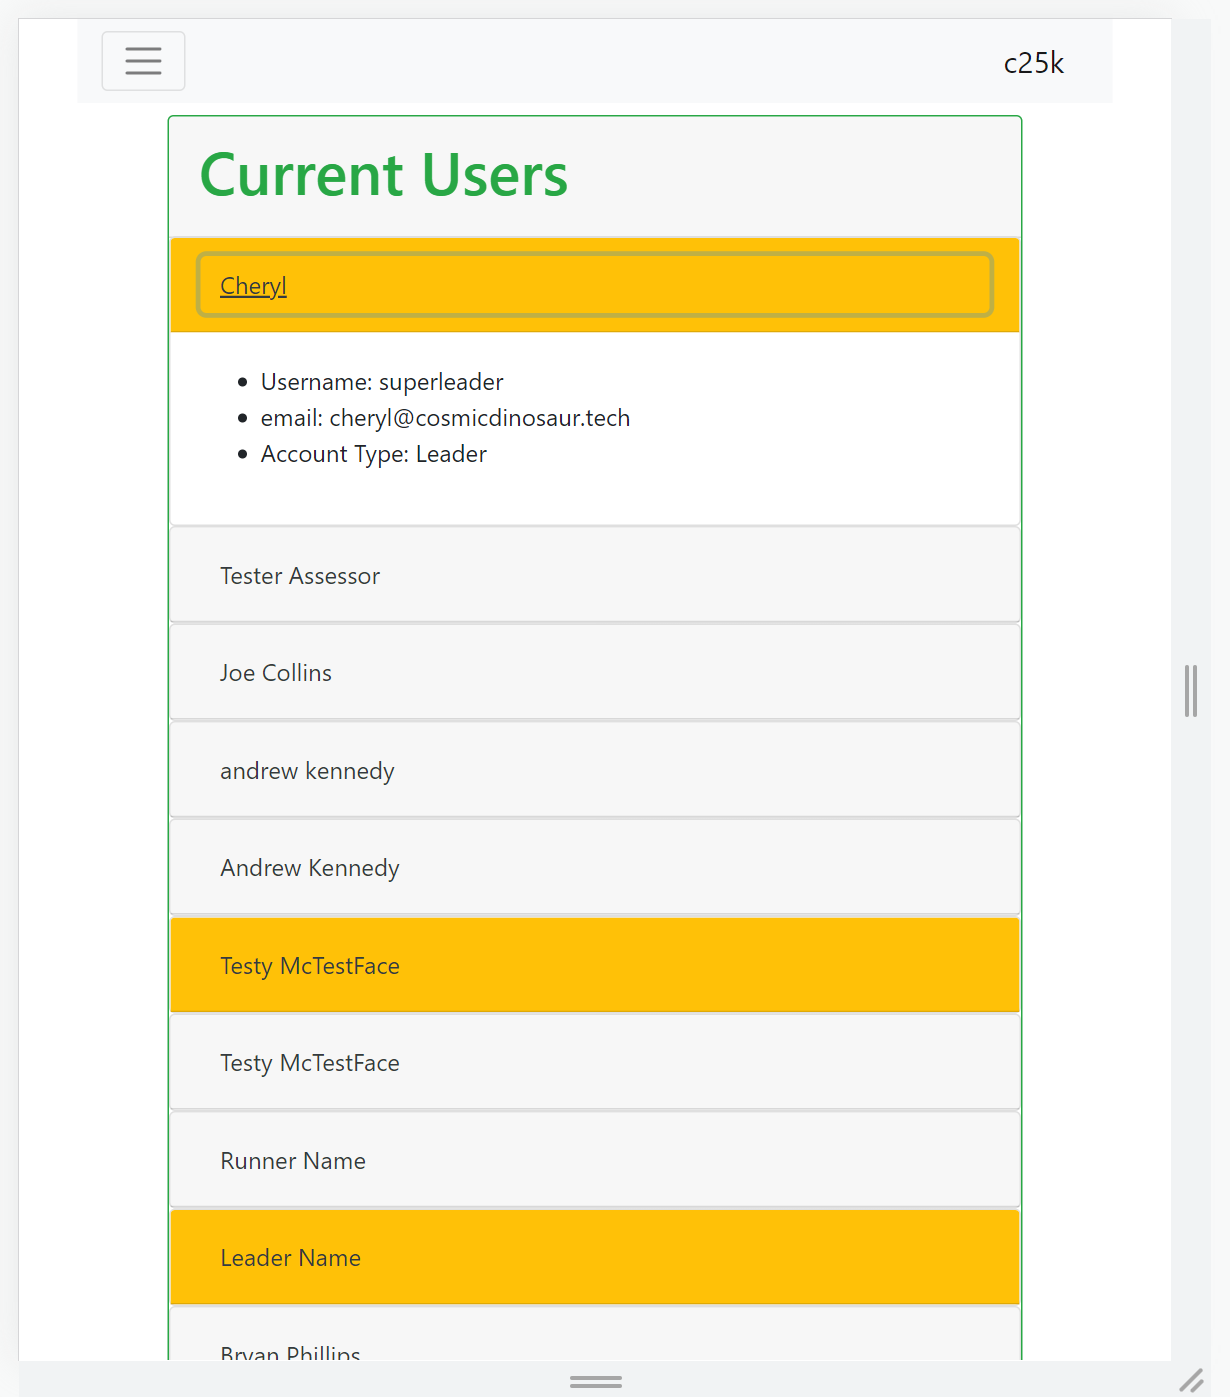 c25k
Current Users
Cheryl
Username: superleader
email: cheryl@cosmicdinosaur.tech
Account Type: Leader
Tester Assessor
Joe Collins
andrew kennedy
Andrew Kennedy
Testy McTestFace
Testy McTestFace
Runner Name
Leader Name
Bryan Phillips